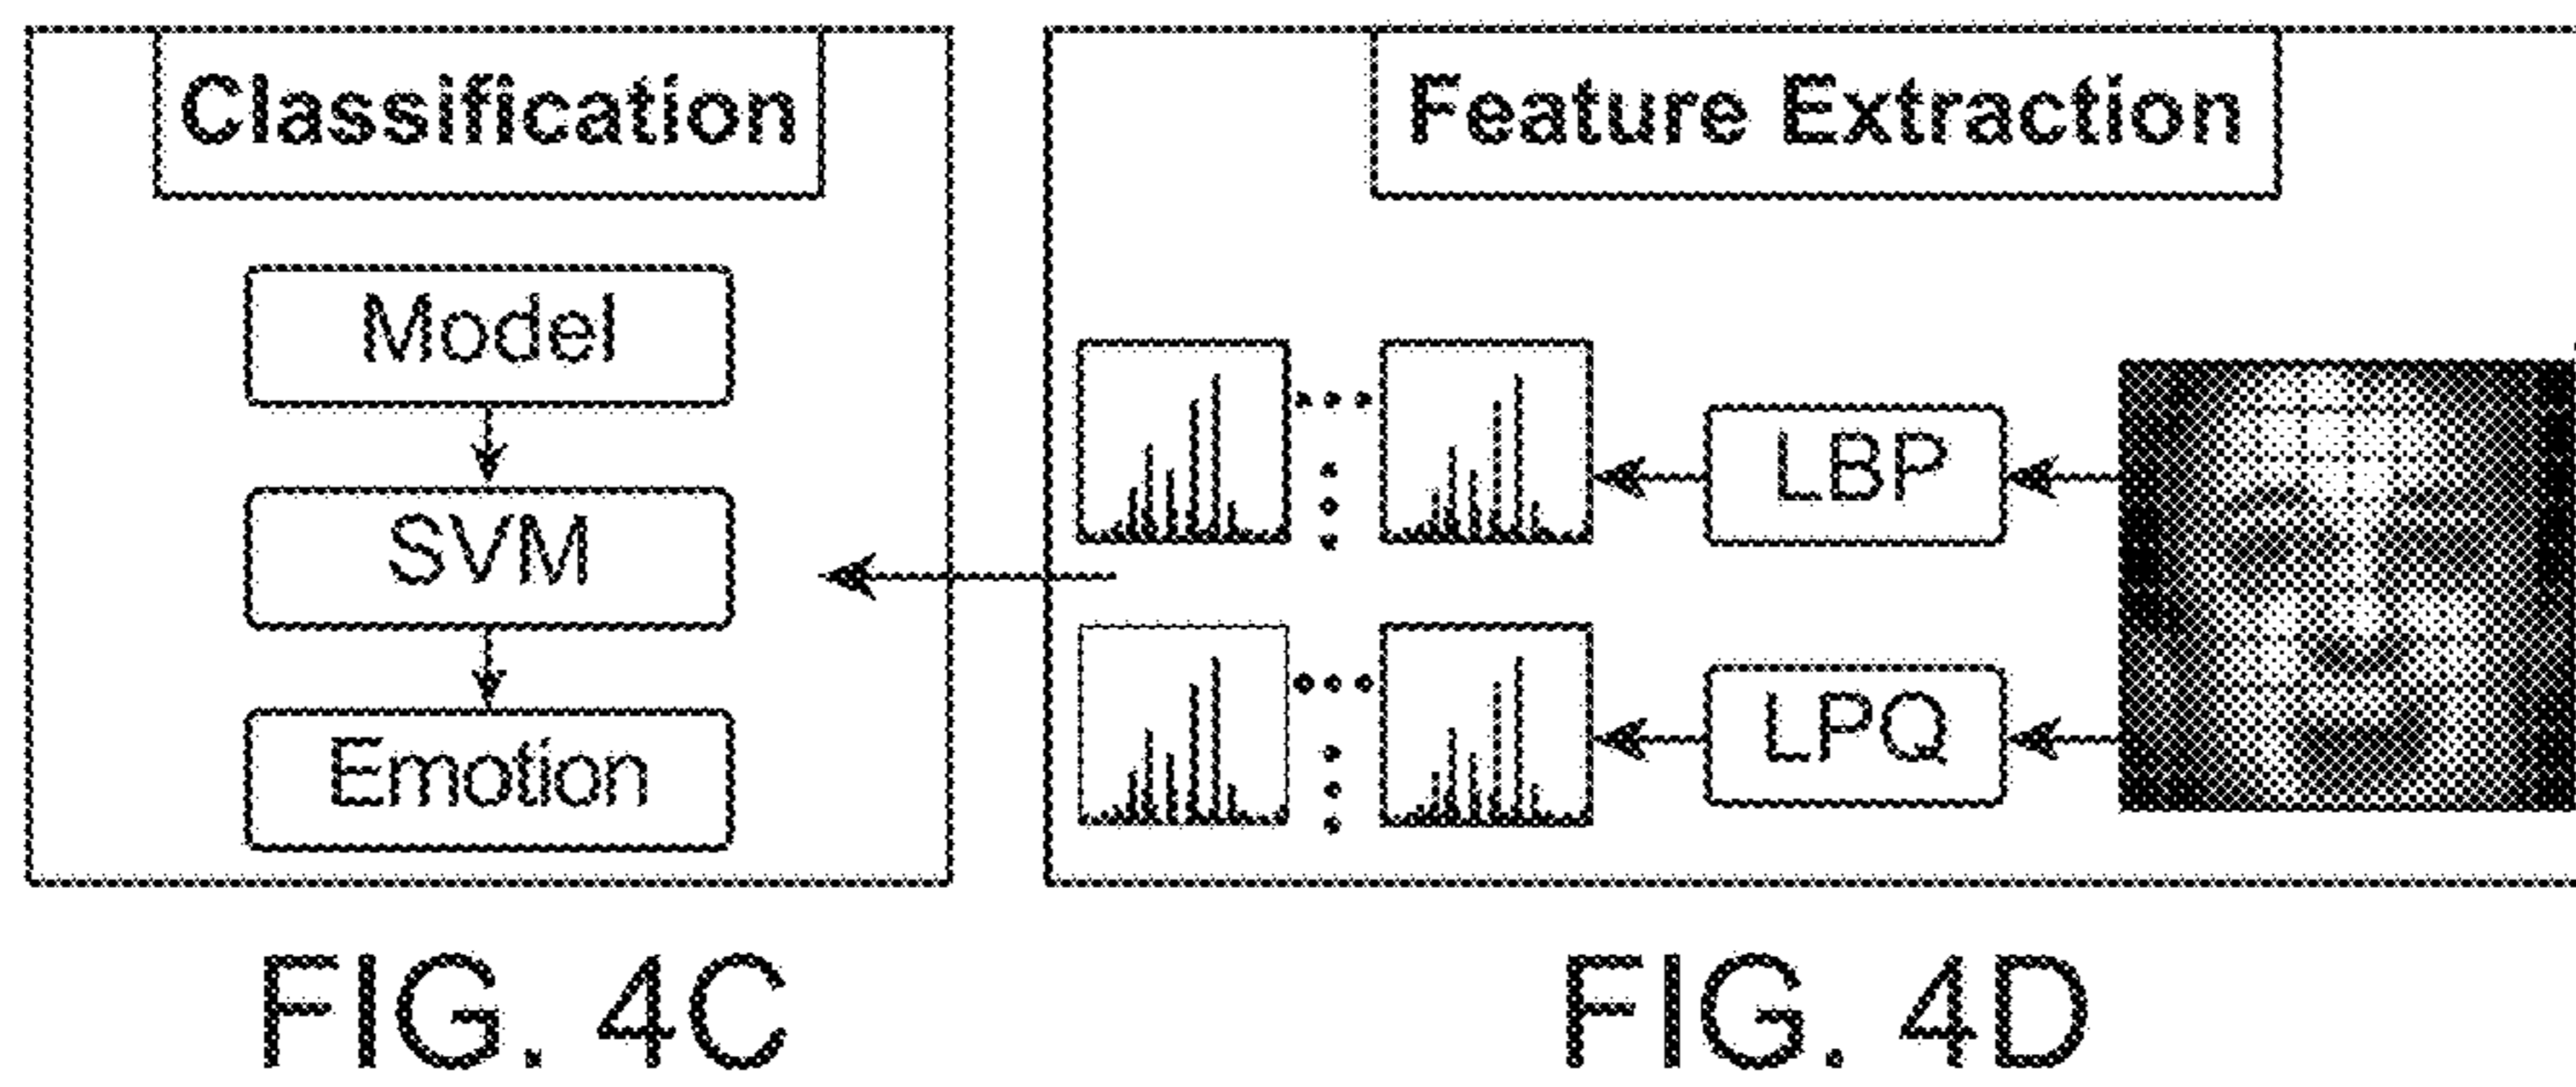 Classification
Model
SVM
Emotion
Feature Extraction
LBP
LPQ
FIG. 4C
FIG. 4D